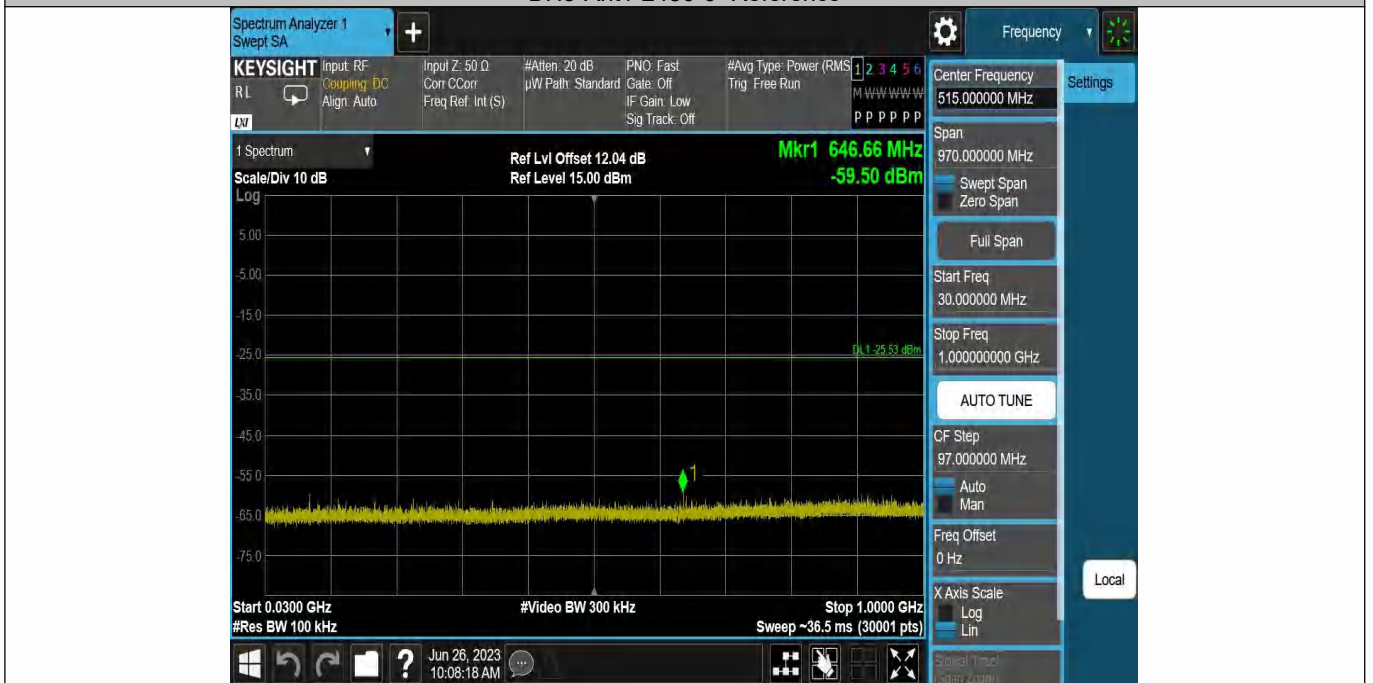 Spectrum Analyzer 1
Swept SA
+
Frequency
KEYSIGHT
RL
LXI
Input: RF
Coupling: DC
Align: Auto
Input Z: 50 Ω
Corr CCorr
Freq Ref: Int (S)
#Atten: 20 dB
µW Path: Standard
PNO: Fast
Gate: Off
IF Gain: Low
Sig Track: Off
#Avg Type: Power (RMS
Trig: Free Run
1 2 3 4 5 6
M W W W W W
P P P P P P
Settings
Center Frequency
515.000000 MHz
1 Spectrum
Scale/Div 10 dB
Log
Ref Lvl Offset 12.04 dB
Ref Level 15.00 dBm
Mkr1 646.66 MHz
-59.50 dBm
5.00
-5.00
-15.0
-25.0
-35.0
-45.0
-55.0
-65.0
-75.0
DL1 -25.53 dBm
1
Start 0.0300 GHz
#Res BW 100 kHz
#Video BW 300 kHz
Stop 1.0000 GHz
Sweep ~36.5 ms (30001 pts)
Span
970.000000 MHz
Swept Span
Zero Span
Full Span
Start Freq
30.000000 MHz
Stop Freq
1.000000000 GHz
AUTO TUNE
CF Step
97.000000 MHz
Auto
Man
Freq Offset
0 Hz
X Axis Scale
Log
Lin
Signal Track
(Span Zoom)
Local
?
Jun 26, 2023
10:08:18 AM